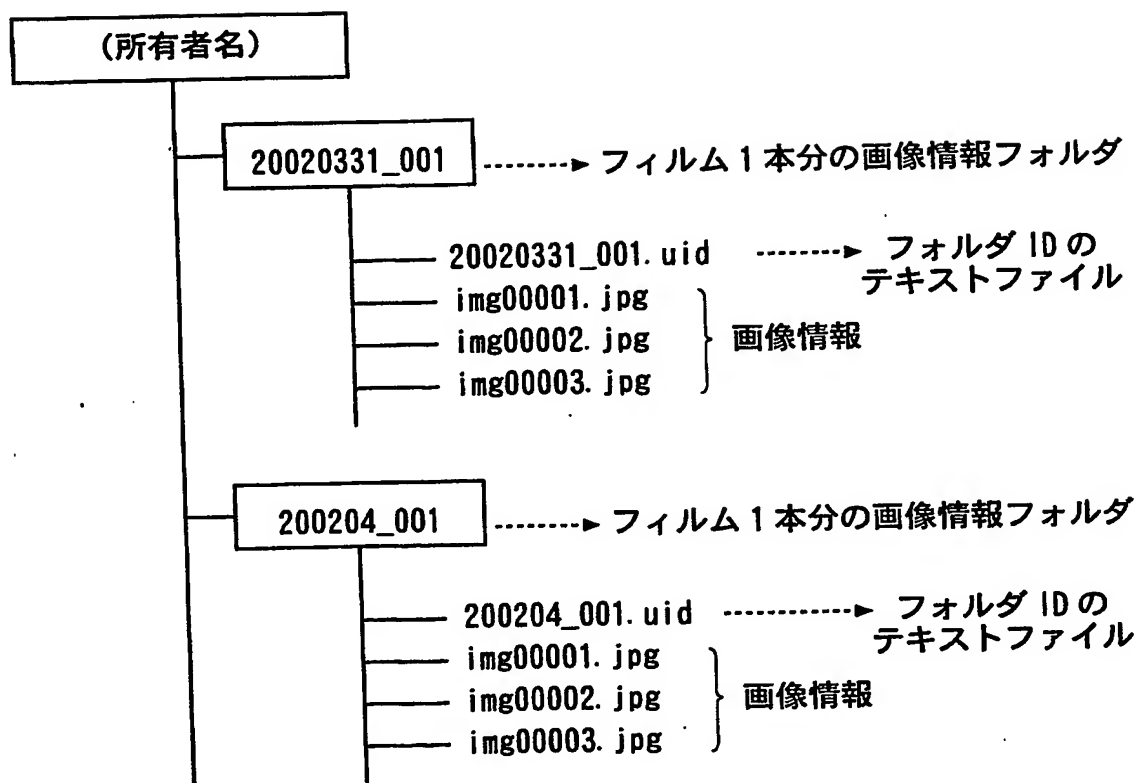 (所有者名)
20020331_001 フィルム1本分の画像情報フォルダ
20020331_001.uid フォルダIDの
テキストファイル
img00001.jpg
img00002.jpg 画像情報
img00003.jpg
200204_001 フィルム1本分の画像情報フォルダ
200204_001.uid フォルダIDの
テキストファイル
img00001.jpg
img00002.jpg 画像情報
img00003.jpg